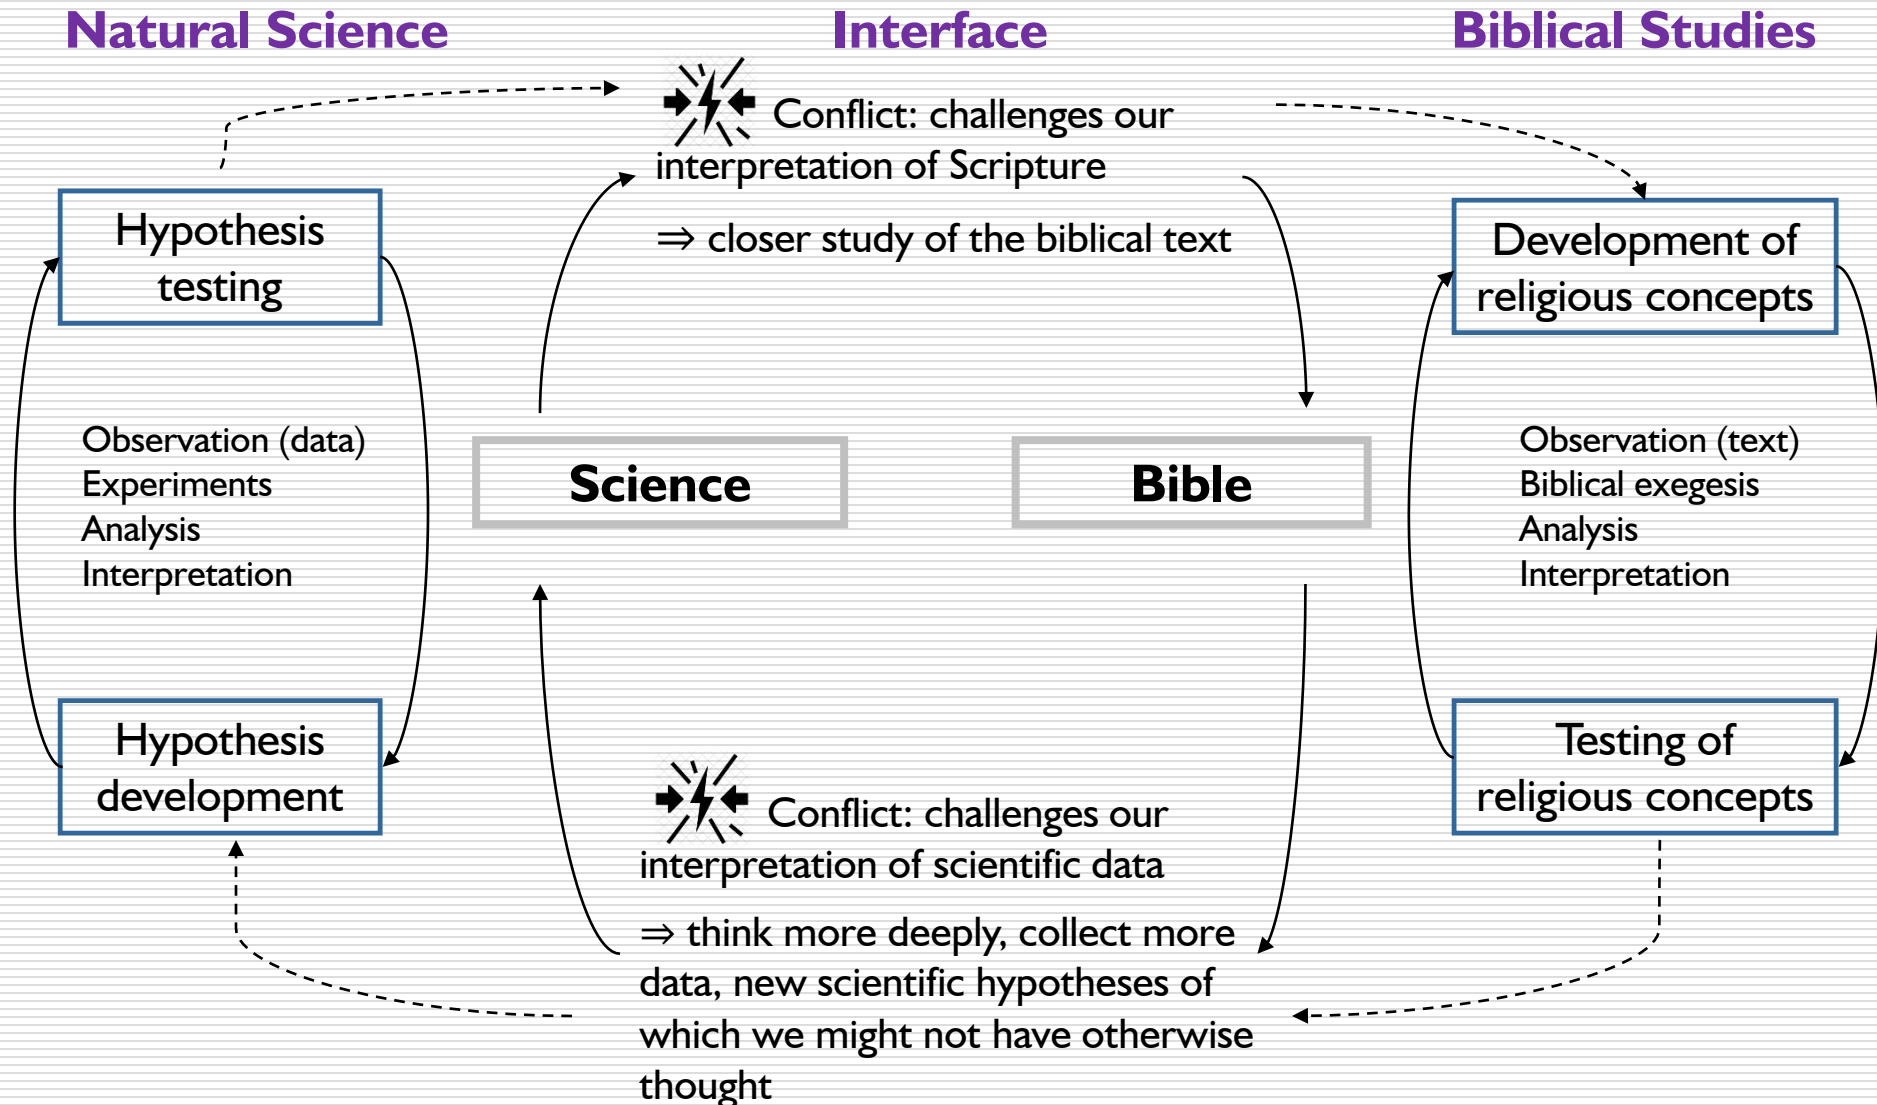 Natural Science
Interface
Biblical Studies
Conflict: challenges our
interpretation of Scripture
⇒ closer study of the biblical text
Hypothesis
testing
Development of
religious concepts
Observation (data)
Experiments
Analysis
Interpretation
Science
Bible
Observation (text)
Biblical exegesis
Analysis
Interpretation
Hypothesis
development
Testing of
religious concepts
Conflict: challenges our
interpretation of scientific data
⇒ think more deeply, collect more
data, new scientific hypotheses of
which we might not have otherwise
thought